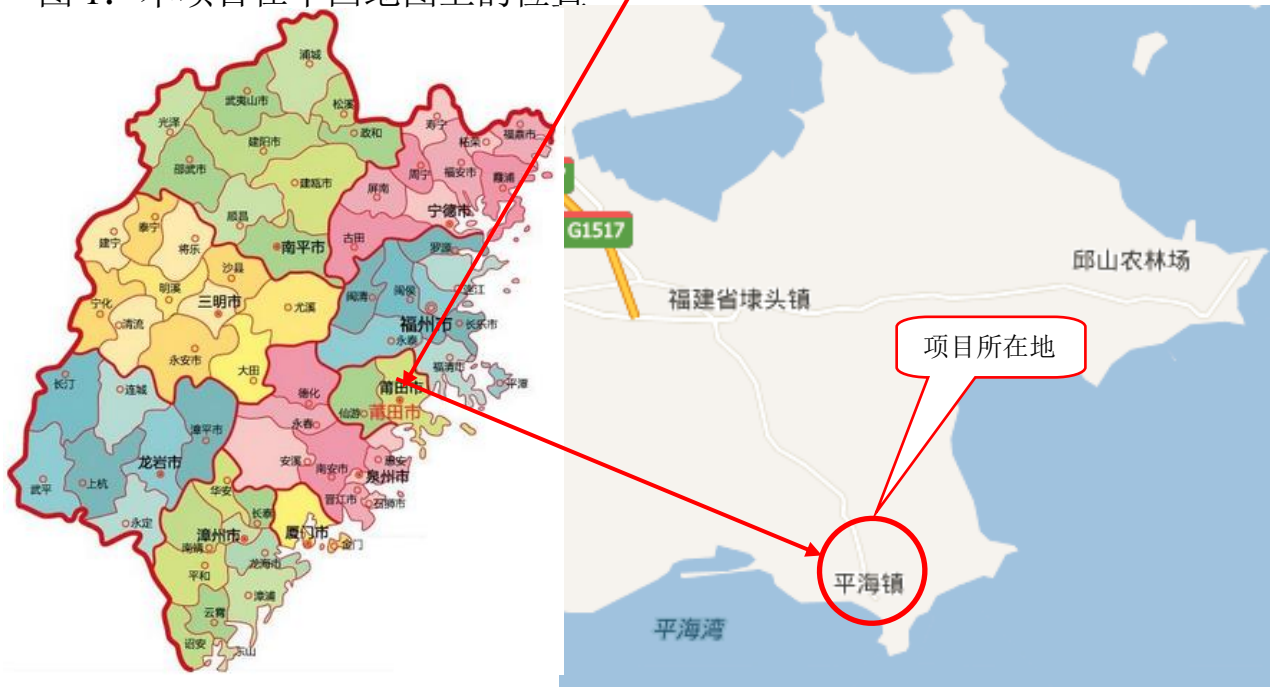 浦城
武夷山市
松溪
光泽
政和
寿宁
建阳市
柘荣
福鼎市
邵武市
周宁
福安市
霞浦
建瓯市
屏南
顺昌
宁德市
泰宁
古田
建宁
将乐
南平市
罗源
沙县
明溪
闽清
闽侯
连江
宁化
三明市
尤溪
清流
福州市
长乐市
永泰
永安市
大田
福清市
长汀
连城
德化
莆田市
平潭
仙游
莆田市
永春
漳平市
龙岩市
安溪
南安市
惠安
泉州市
武平
上杭
华安
晋江市
石狮市
永定
长泰
漳州市
厦门市
金门
南靖
龙海市
平和
漳浦
云霄
诏安
东山
G1517
邱山农林场
福建省埭头镇
项目所在地
平海镇
平海湾